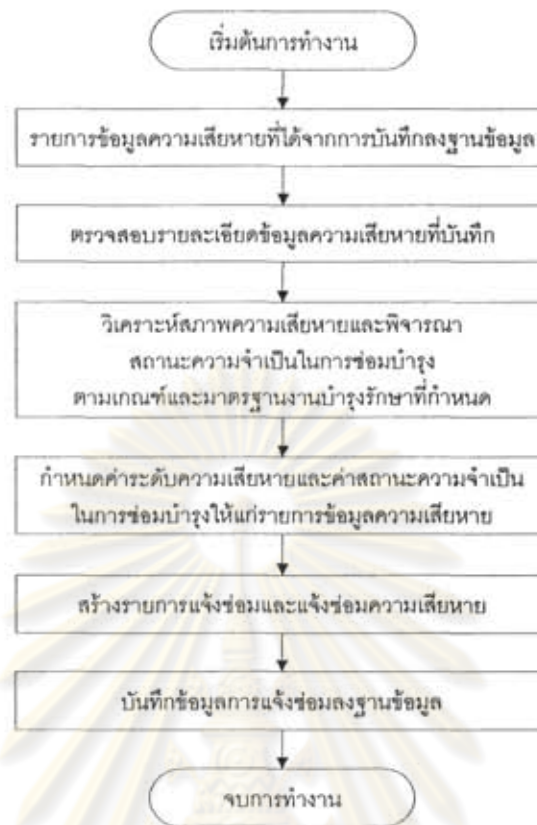 เริ่มต้นการทำงาน
รายการข้อมูลความเสียหายที่ได้จากการบันทึกลงฐานข้อมูล
ตรวจสอบรายละเอียดข้อมูลความเสียหายที่บันทึก
วิเคราะห์สภาพความเสียหายและพิจารณา
สถานะความจำเป็นในการซ่อมบำรุง
ตามเกณฑ์และมาตรฐานงานบำรุงรักษาที่กำหนด
กำหนดค่าระดับความเสียหายและค่าสถานะความจำเป็น
ในการซ่อมบำรุงให้แก่รายการข้อมูลความเสียหาย
สร้างรายการแจ้งซ่อมและแจ้งซ่อมความเสียหาย
บันทึกข้อมูลการแจ้งซ่อมลงฐานข้อมูล
จบการทำงาน